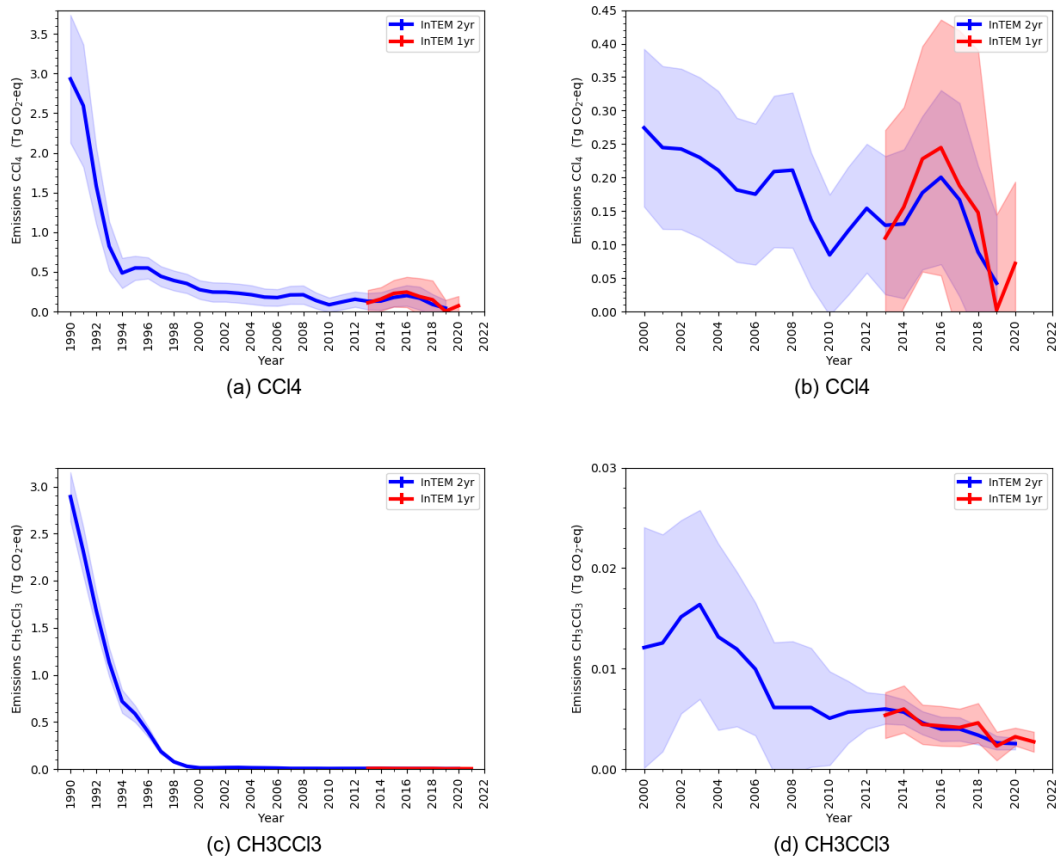 InTEM 2yr
InTEM 1yr
Emissions CCl₄ (Tg CO₂-eq)
3.5
3.0
2.5
2.0
1.5
1.0
0.5
0.0
1990 1992 1994 1996 1998 2000 2002 2004 2006 2008 2010 2012 2014 2016 2018 2020 2022
Year
(a) CCl4
InTEM 2yr
InTEM 1yr
Emissions CCl₄ (Tg CO₂-eq)
0.45
0.40
0.35
0.30
0.25
0.20
0.15
0.10
0.05
0.00
2000 2002 2004 2006 2008 2010 2012 2014 2016 2018 2020 2022
Year
(b) CCl4
InTEM 2yr
InTEM 1yr
Emissions CH₃CCl₃ (Tg CO₂-eq)
3.0
2.5
2.0
1.5
1.0
0.5
0.0
1990 1992 1994 1996 1998 2000 2002 2004 2006 2008 2010 2012 2014 2016 2018 2020 2022
Year
(c) CH3CCl3
InTEM 2yr
InTEM 1yr
Emissions CH₃CCl₃ (Tg CO₂-eq)
0.03
0.02
0.01
0.00
2000 2002 2004 2006 2008 2010 2012 2014 2016 2018 2020 2022
Year
(d) CH3CCl3